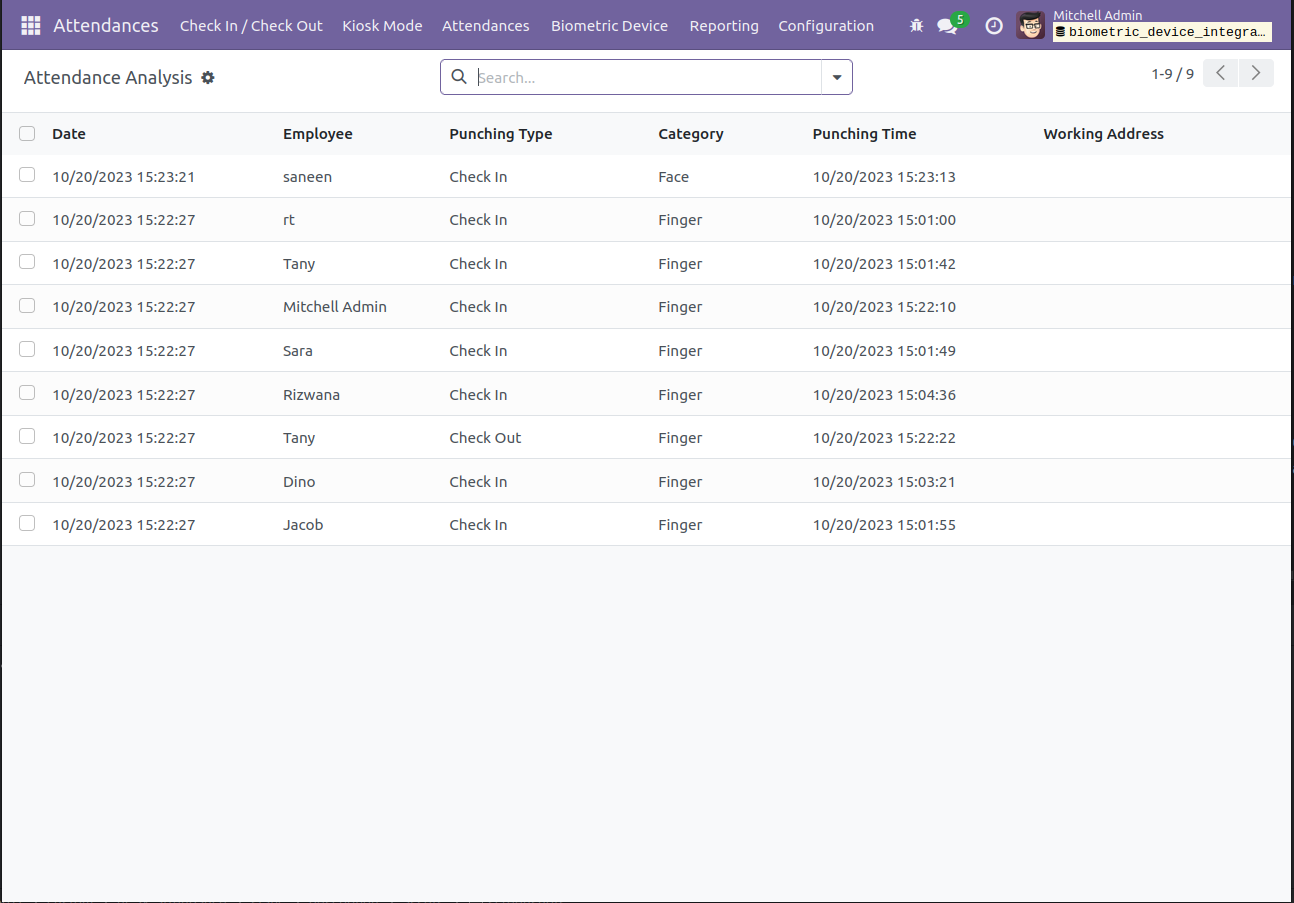 Attendances Check In / Check Out Kiosk Mode Attendances Biometric Device Reporting Configuration 5 Mitchell Admin
biometric_device_integra…
Attendance Analysis Search... 1-9 / 9
Date Employee Punching Type Category Punching Time Working Address
10/20/2023 15:23:21 saneen Check In Face 10/20/2023 15:23:13
10/20/2023 15:22:27 rt Check In Finger 10/20/2023 15:01:00
10/20/2023 15:22:27 Tany Check In Finger 10/20/2023 15:01:42
10/20/2023 15:22:27 Mitchell Admin Check In Finger 10/20/2023 15:22:10
10/20/2023 15:22:27 Sara Check In Finger 10/20/2023 15:01:49
10/20/2023 15:22:27 Rizwana Check In Finger 10/20/2023 15:04:36
10/20/2023 15:22:27 Tany Check Out Finger 10/20/2023 15:22:22
10/20/2023 15:22:27 Dino Check In Finger 10/20/2023 15:03:21
10/20/2023 15:22:27 Jacob Check In Finger 10/20/2023 15:01:55